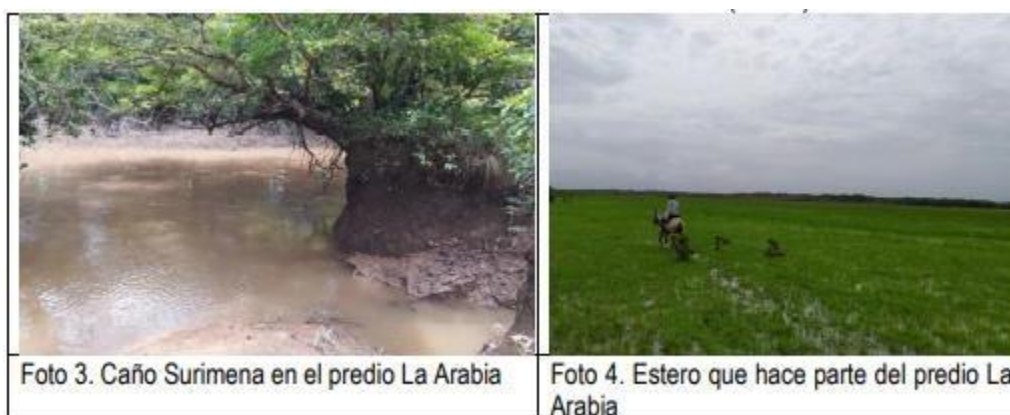 Foto 3. Caño Surimena en el predio La Arabia
Foto 4. Estero que hace parte del predio La
Arabia